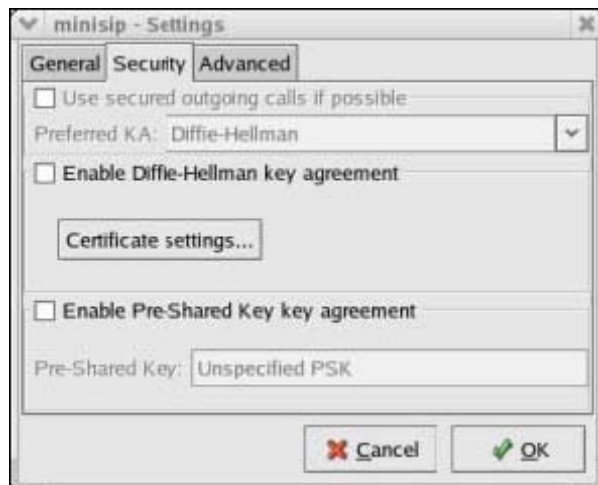 minisip - Settings
General Security Advanced
Use secured outgoing calls if possible
Preferred KA: Diffie-Hellman
Enable Diffie-Hellman key agreement
Certificate settings...
Enable Pre-Shared Key key agreement
Pre-Shared Key: Unspecified PSK
Cancel OK